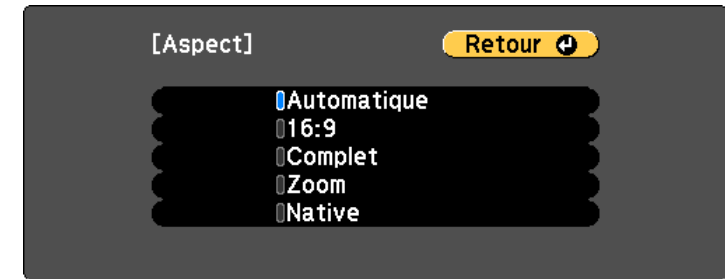 [Aspect]
Retour
Automatique
16:9
Complet
Zoom
Native